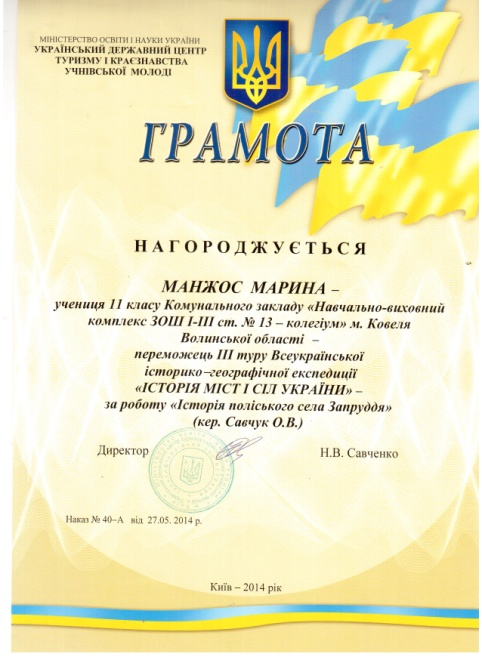 МІНІСТЕРСТВО ОСВІТИ І НАУКИ УКРАЇНИ
УКРАЇНСЬКИЙ ДЕРЖАВНИЙ ЦЕНТР
ТУРИЗМУ І КРАЄЗНАВСТВА
УЧНІВСЬКОЇ МОЛОДІ
ГРАМОТА
НАГОРОДЖУЄТЬСЯ
МАНЖОС МАРИНА –
учениця 11 класу Комунального закладу «Навчально-виховний
комплекс ЗОШ І-ІІІ ст. № 13 – колегіум» м. Ковеля
Волинської області –
переможець ІІІ туру Всеукраїнської
історико–географічної експедиції
«ІСТОРІЯ МІСТ І СІЛ УКРАЇНИ» –
за роботу «Історія поліського села Запруддя»
(кер. Савчук О.В.)
Директор Н.В. Савченко
Наказ № 40–А від 27.05. 2014 р.
Київ – 2014 рік